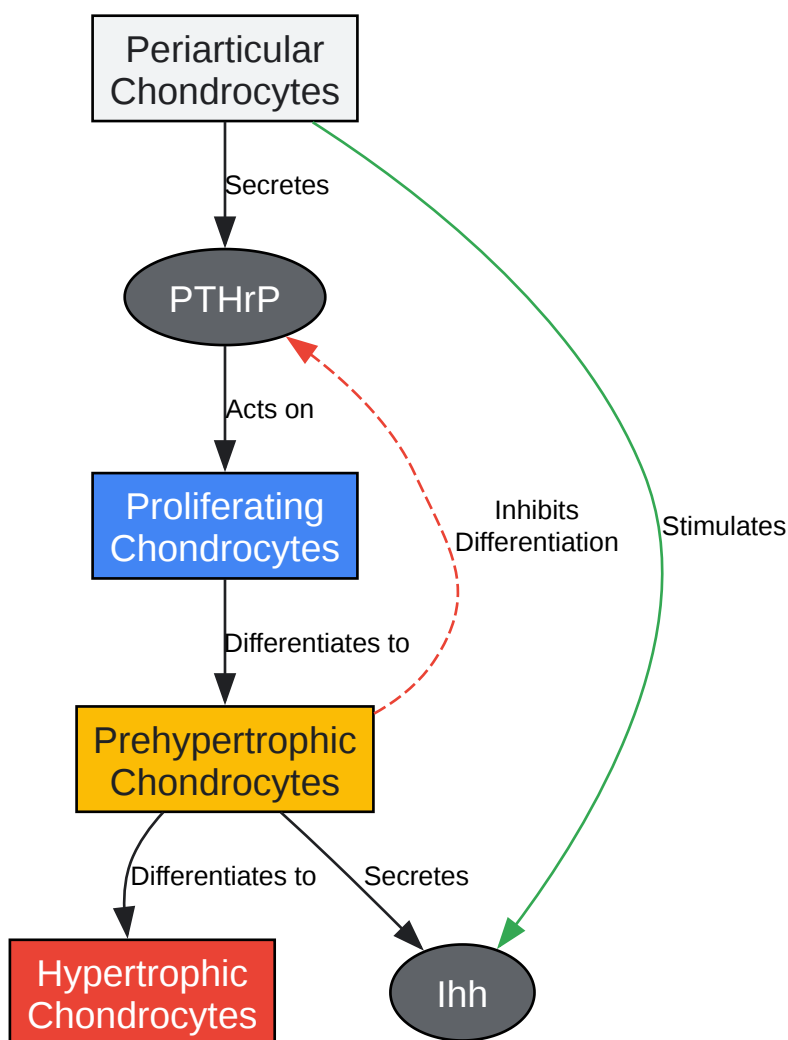 Periarticular
Chondrocytes
Secretes
PTHrP
Acts on
Proliferating
Chondrocytes
Inhibits
Differentiation
Stimulates
Differentiates to
Prehypertrophic
Chondrocytes
Differentiates to
Secretes
Hypertrophic
Chondrocytes
Ihh